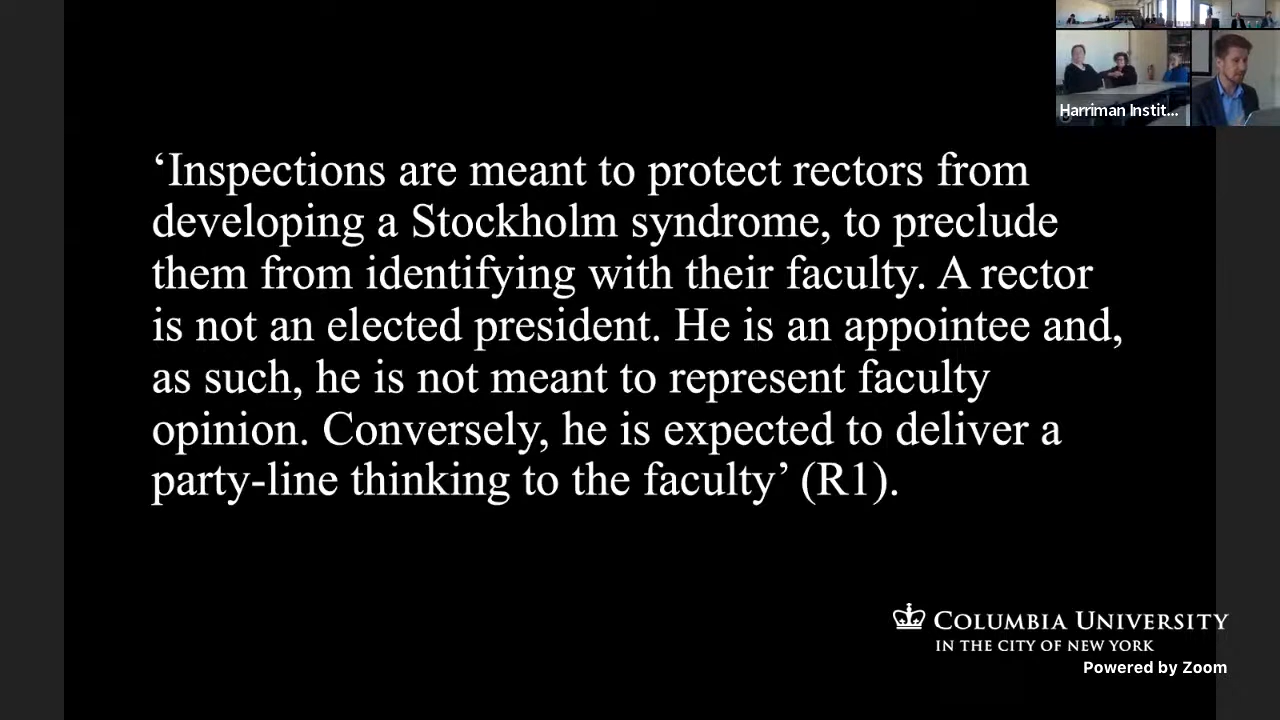 Harriman Instit...
‘Inspections are meant to protect rectors from
developing a Stockholm syndrome, to preclude
them from identifying with their faculty. A rector
is not an elected president. He is an appointee and,
as such, he is not meant to represent faculty
opinion. Conversely, he is expected to deliver a
party-line thinking to the faculty’ (R1).
COLUMBIA UNIVERSITY
IN THE CITY OF NEW YORK
Powered by Zoom